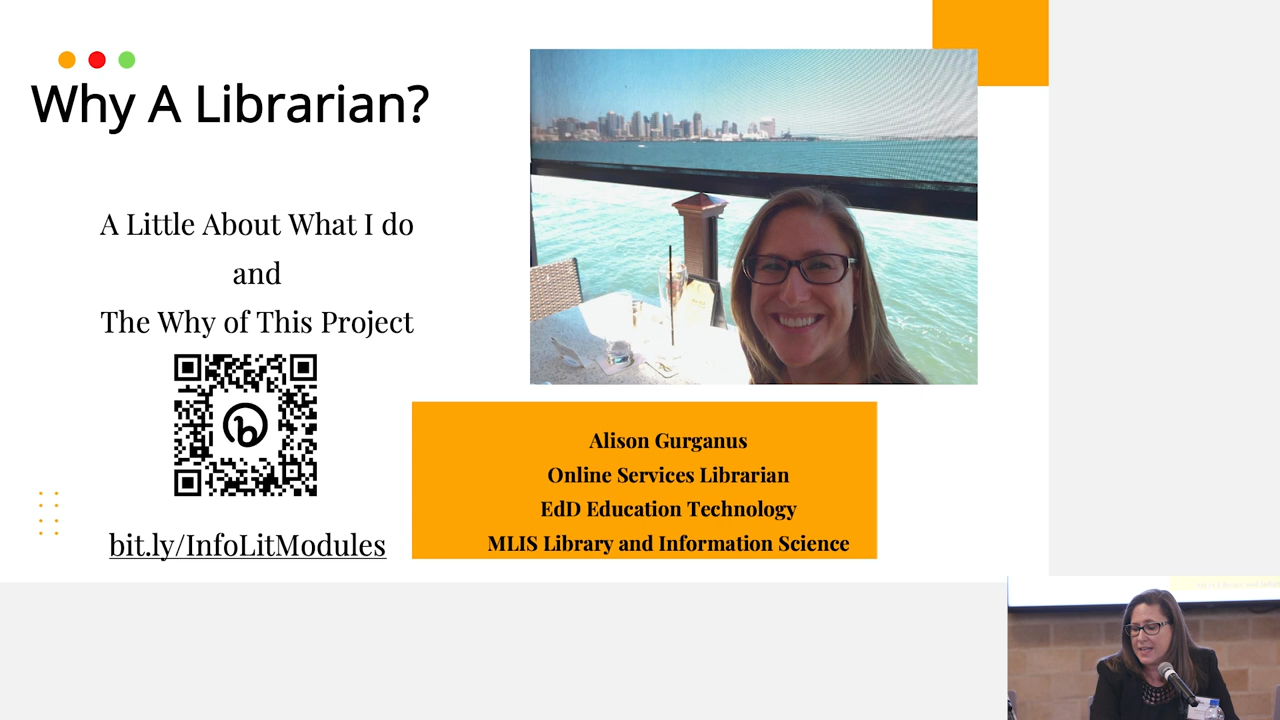 Why A Librarian?
A Little About What I do
and
The Why of This Project
bit.ly/InfoLitModules
Alison Gurganus
Online Services Librarian
EdD Education Technology
MLIS Library and Information Science